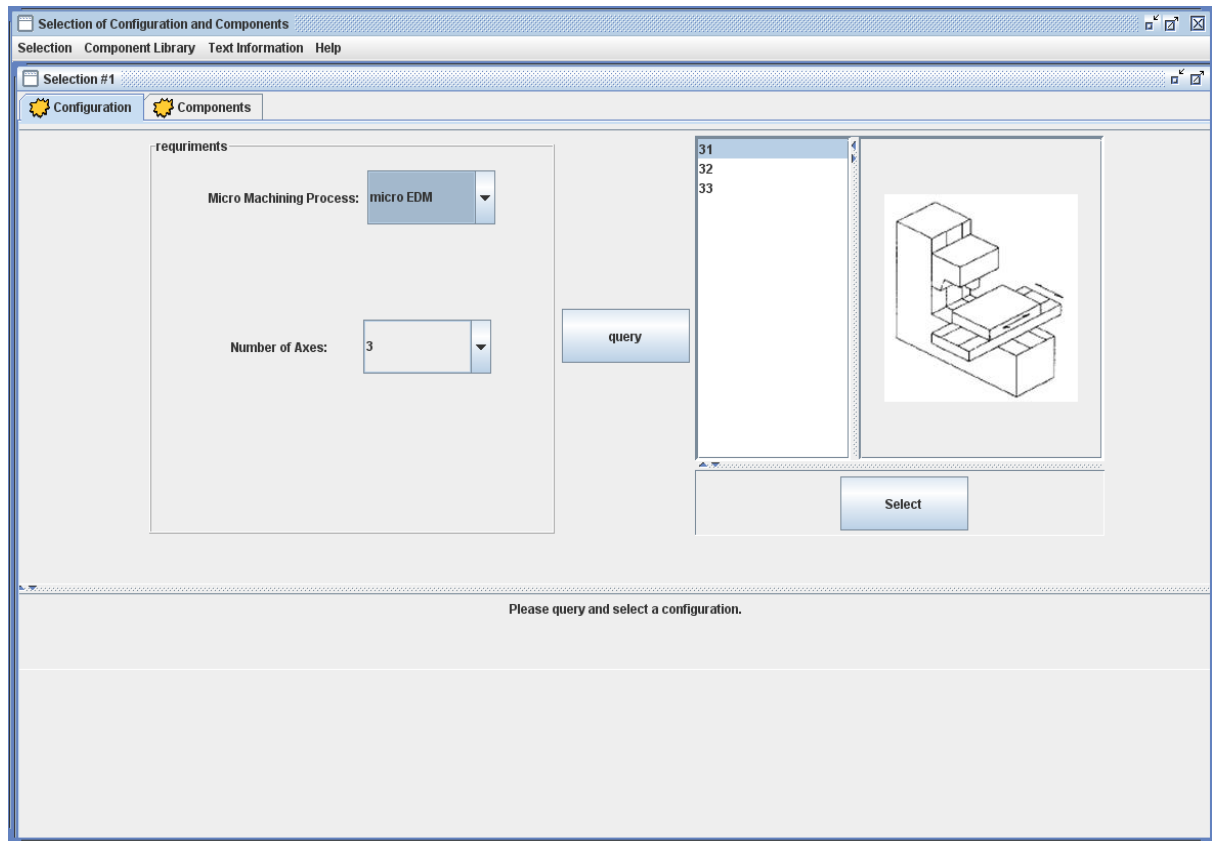 Selection of Configuration and Components
Selection Component Library Text Information Help
Selection #1
Configuration Components
requriments
Micro Machining Process: micro EDM
Number of Axes: 3
query
31
32
33
Select
Please query and select a configuration.